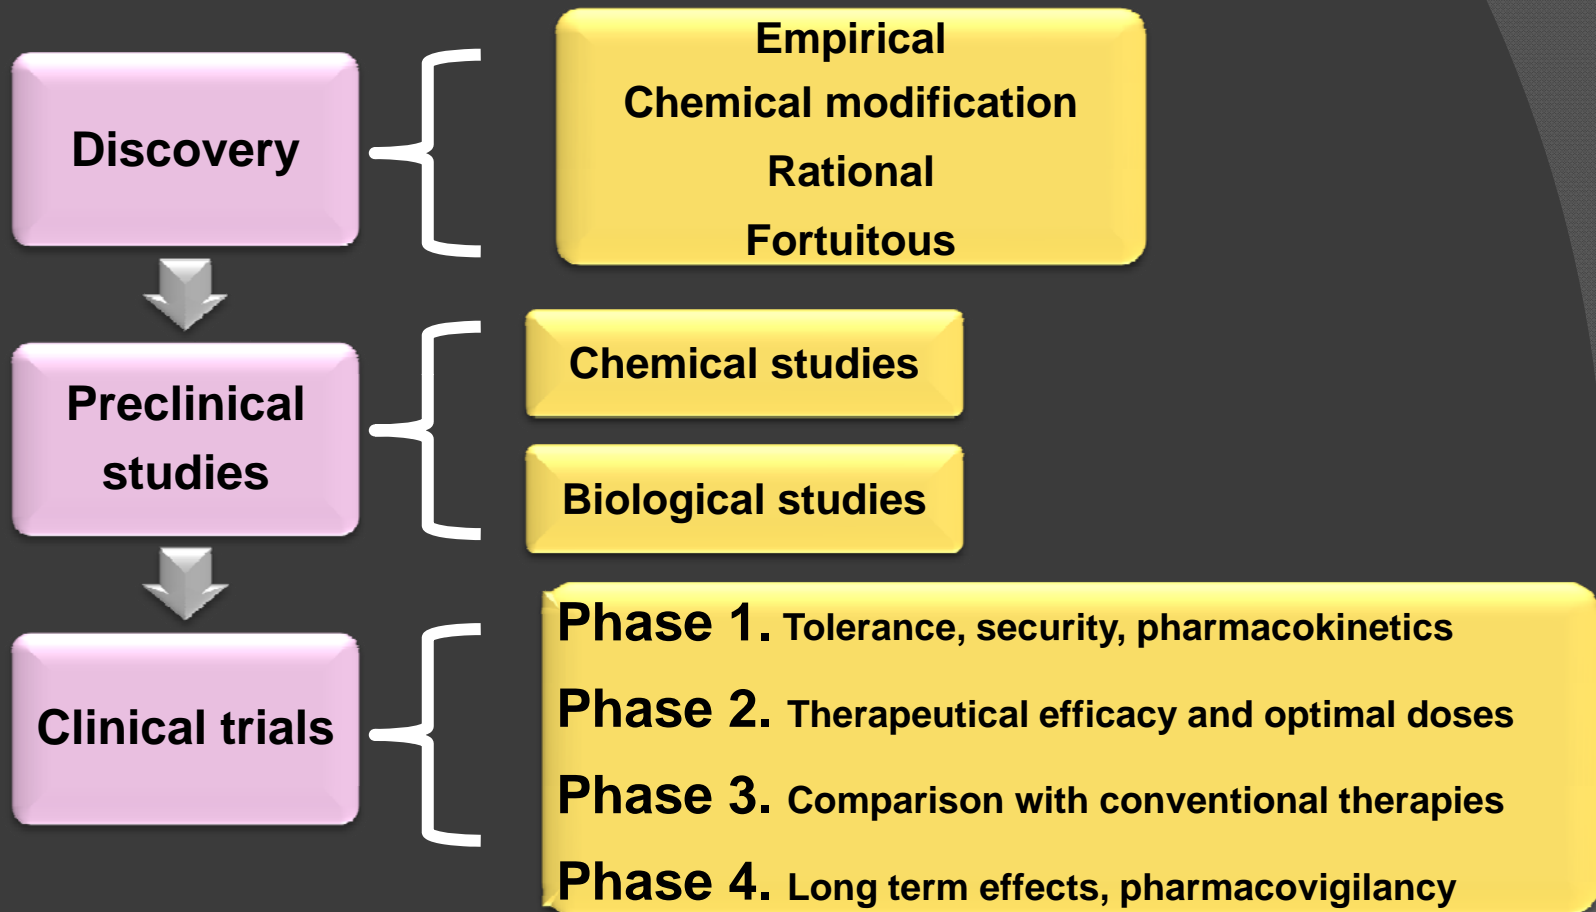 Discovery
Empirical
Chemical modification
Rational
Fortuitous
Preclinical
studies
Chemical studies
Biological studies
Clinical trials
Phase 1. Tolerance, security, pharmacokinetics
Phase 2. Therapeutical efficacy and optimal doses
Phase 3. Comparison with conventional therapies
Phase 4. Long term effects, pharmacovigilancy